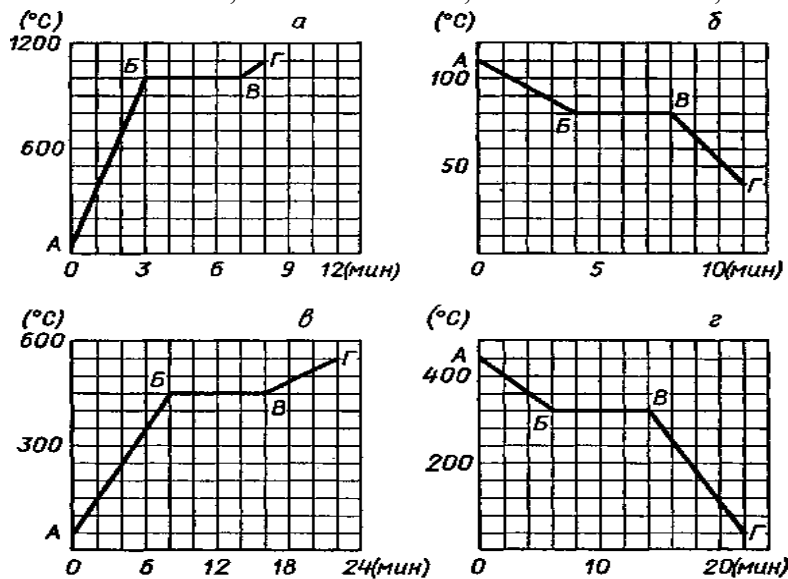 (°C) а
1200
600
А Б В Г
0 3 6 9 12(мин)
(°C) б
100
50
А Б В Г
0 5 10(мин)
(°C) в
600
300
А Б В Г
0 6 12 18 24(мин)
(°C) г
400
200
А Б В Г
0 10 20(мин)